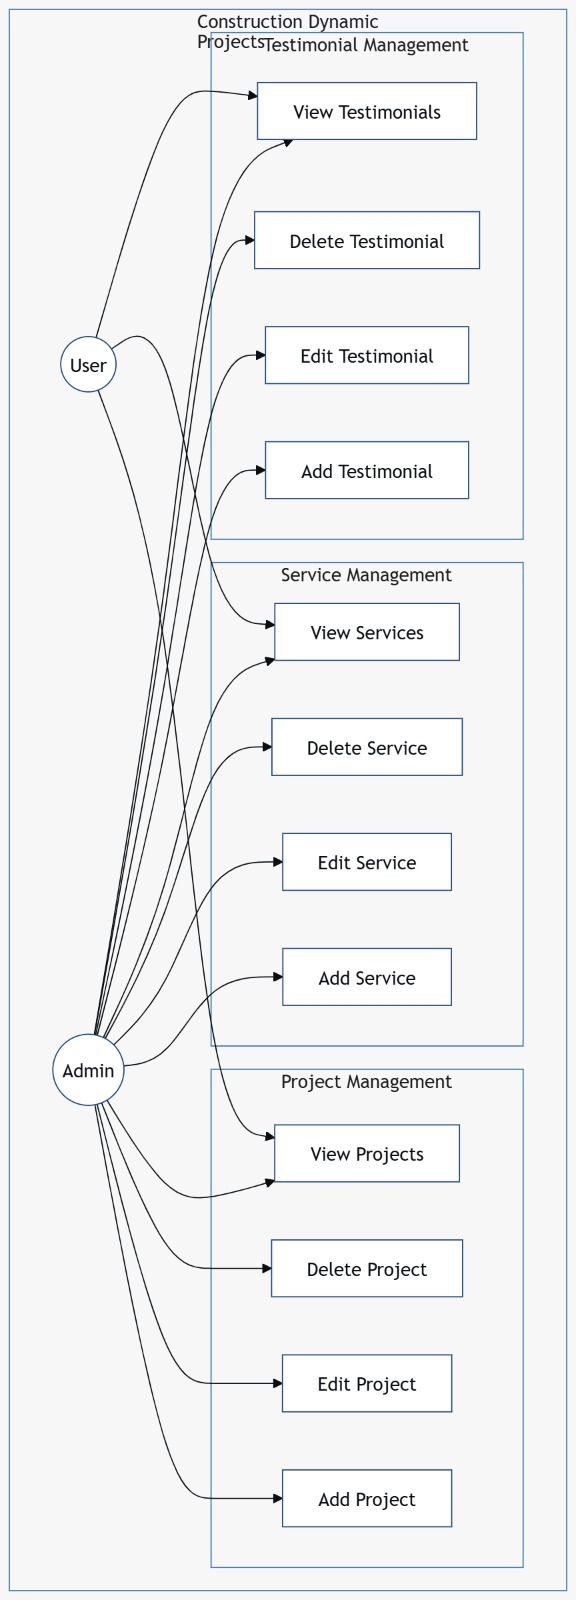 Construction Dynamic
Projects
Testimonial Management
View Testimonials
Delete Testimonial
Edit Testimonial
User
Add Testimonial
Service Management
View Services
Delete Service
Edit Service
Add Service
Admin
Project Management
View Projects
Delete Project
Edit Project
Add Project